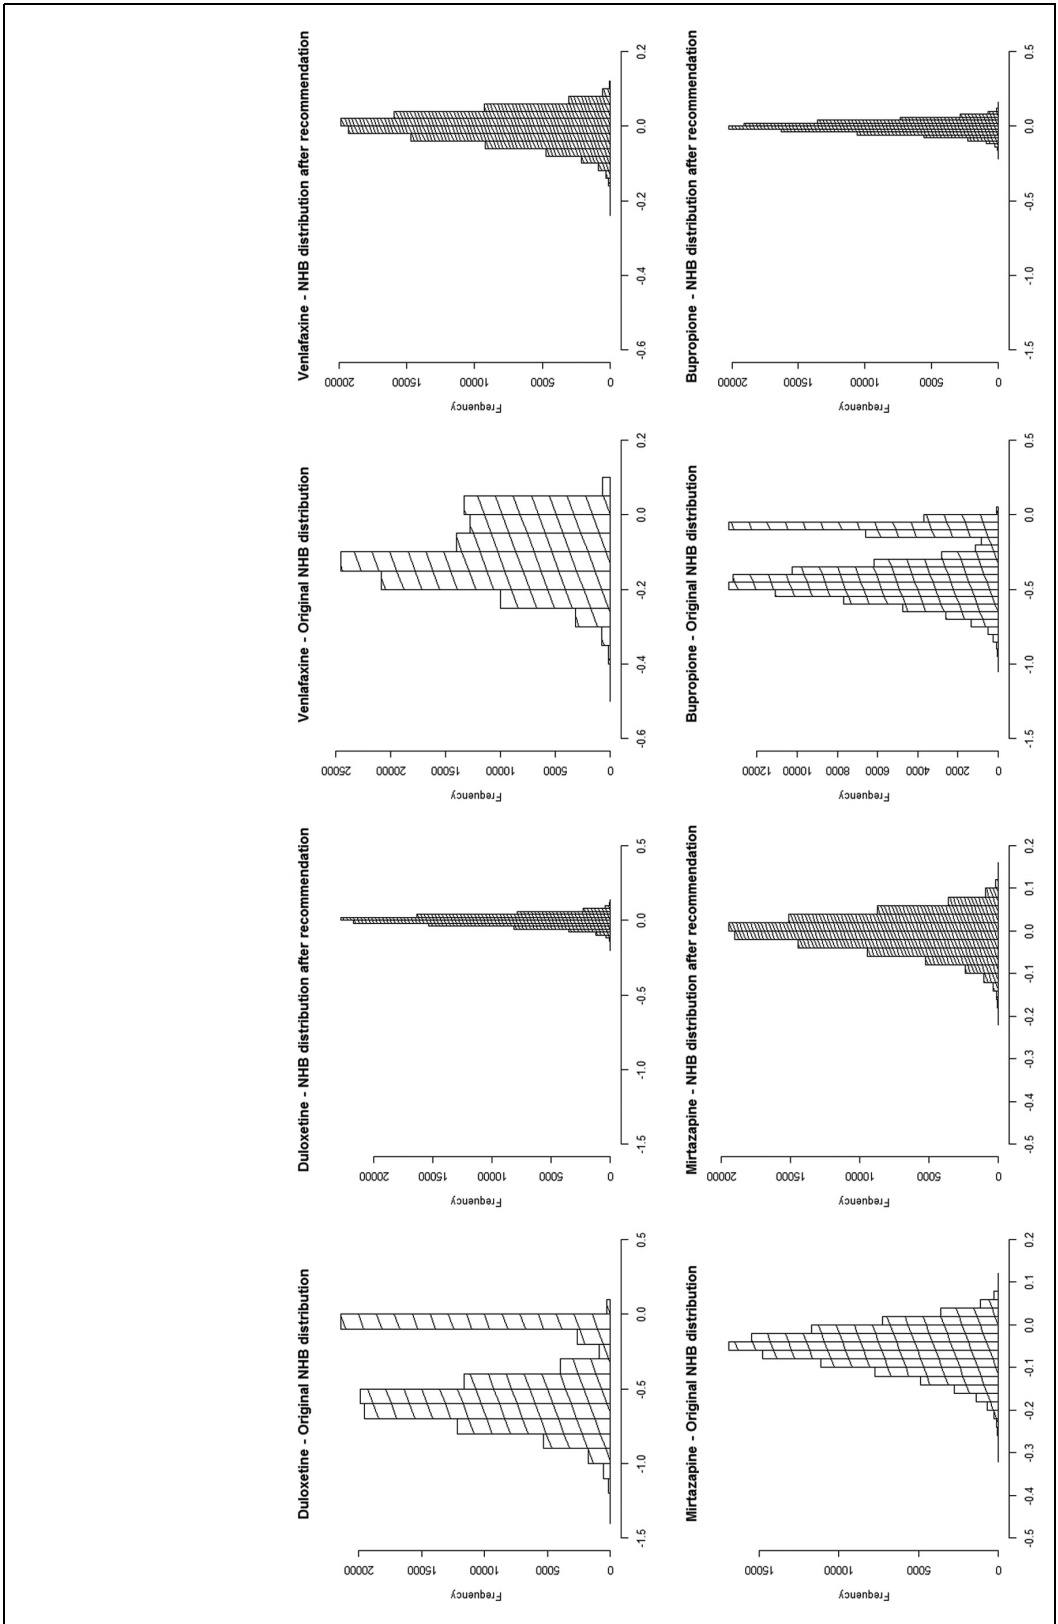 Duloxetine - Original NHB distribution
Frequency
20000
15000
10000
5000
0
-1.5 -1.0 -0.5 0.0 0.5
Duloxetine - NHB distribution after recommendation
Frequency
20000
15000
10000
5000
0
-1.5 -1.0 -0.5 0.0 0.5
Venlafaxine - Original NHB distribution
Frequency
25000
20000
15000
10000
5000
0
-0.6 -0.4 -0.2 0.0 0.2
Venlafaxine - NHB distribution after recommendation
Frequency
20000
15000
10000
5000
0
-0.6 -0.4 -0.2 0.0 0.2
Mirtazapine - Original NHB distribution
Frequency
15000
10000
5000
0
-0.5 -0.4 -0.3 -0.2 -0.1 0.0 0.1 0.2
Mirtazapine - NHB distribution after recommendation
Frequency
20000
15000
10000
5000
0
-0.5 -0.4 -0.3 -0.2 -0.1 0.0 0.1 0.2
Bupropione - Original NHB distribution
Frequency
12000
10000
8000
6000
4000
2000
0
-1.5 -1.0 -0.5 0.0 0.5
Bupropione - NHB distribution after recommendation
Frequency
20000
15000
10000
5000
0
-1.5 -1.0 -0.5 0.0 0.5